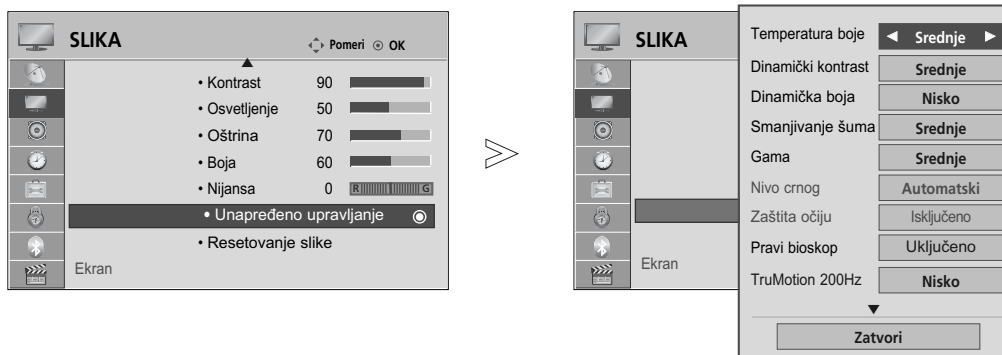 SLIKA
Pomeri OK
• Kontrast 90
• Osvetljenje 50
• Oštrina 70
• Boja 60
• Nijansa 0 R G
• Unapređeno upravljanje
• Resetovanje slike
Ekran
SLIKA
Ekran
Temperatura boje Srednje
Dinamički kontrast Srednje
Dinamička boja Nisko
Smanjivanje šuma Srednje
Gama Srednje
Nivo crnog Automatski
Zaštita očiju Isključeno
Pravi bioskop Uključeno
TruMotion 200Hz Nisko
Zatvori